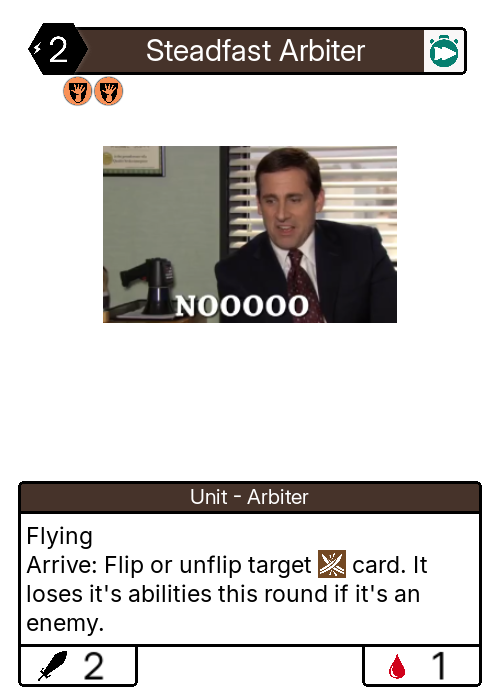 2 Steadfast Arbiter
NOOOOO
Unit - Arbiter
Flying
Arrive: Flip or unflip target card. It
loses it's abilities this round if it's an
enemy.
2
1